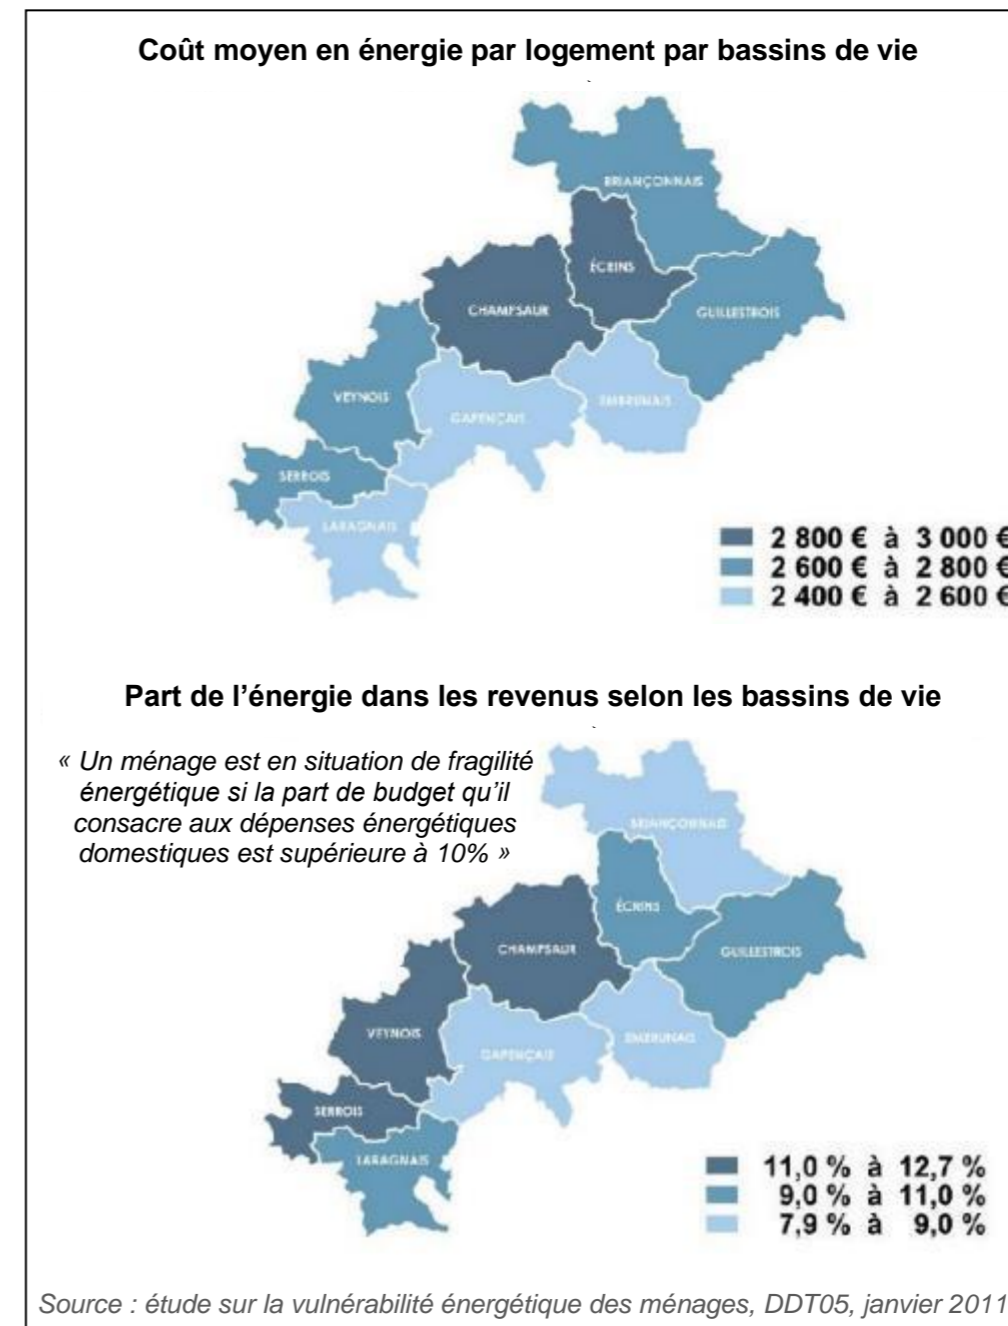 Coût moyen en énergie par logement par bassins de vie
BRIANÇONNAIS
ÉCRINS
CHAMPSAUR
GUILLESTROIS
VEYNOIS
GAPENÇAIS
EMBRUNAIS
SERROIS
LARAGNAIS
2 800 € à 3 000 €
2 600 € à 2 800 €
2 400 € à 2 600 €
Part de l’énergie dans les revenus selon les bassins de vie
« Un ménage est en situation de fragilité
énergétique si la part de budget qu’il
consacre aux dépenses énergétiques
domestiques est supérieure à 10% »
BRIANÇONNAIS
ÉCRINS
CHAMPSAUR
GUILLESTROIS
VEYNOIS
GAPENÇAIS
EMBRUNAIS
SERROIS
LARAGNAIS
11,0 % à 12,7 %
9,0 % à 11,0 %
7,9 % à 9,0 %
Source : étude sur la vulnérabilité énergétique des ménages, DDT05, janvier 2011